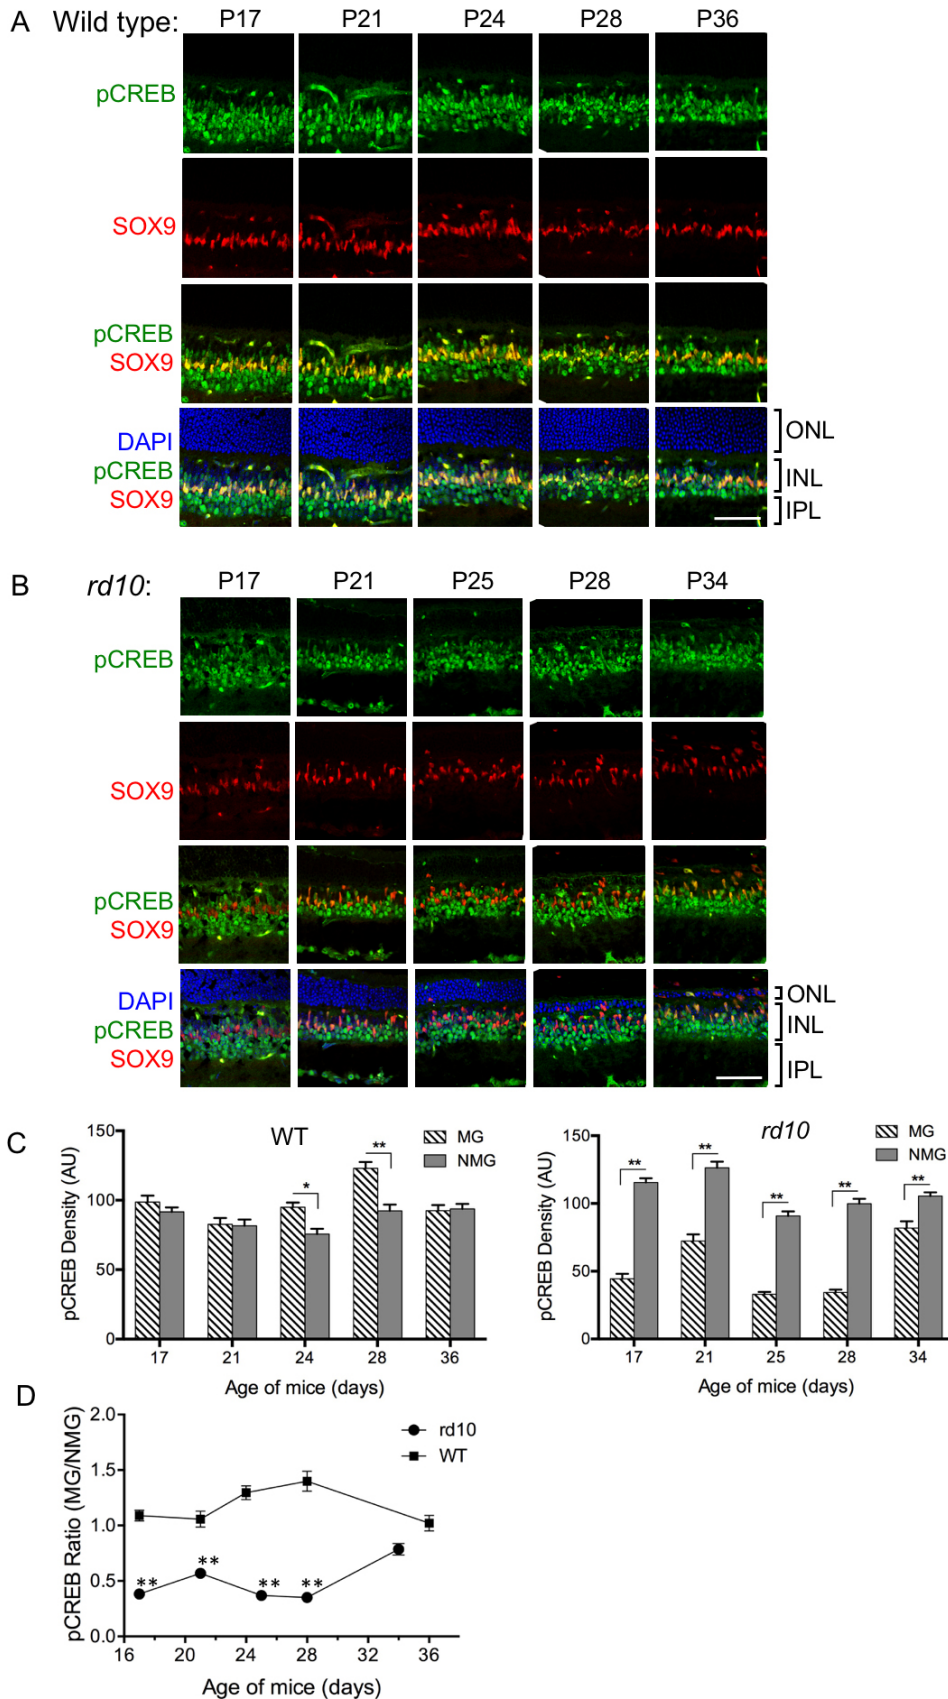 A Wild type: P17 P21 P24 P28 P36
pCREB
SOX9
pCREB
SOX9
DAPI
pCREB
SOX9
ONL
INL
IPL
B rd10: P17 P21 P25 P28 P34
pCREB
SOX9
pCREB
SOX9
DAPI
pCREB
SOX9
ONL
INL
IPL
C
WT
MG
NMG
pCREB Density (AU)
150
100
50
0
* **
17 21 24 28 36
Age of mice (days)
rd10
MG
NMG
pCREB Density (AU)
150
100
50
0
** ** ** ** **
17 21 25 28 34
Age of mice (days)
D
rd10
WT
pCREB Ratio (MG/NMG)
2.0
1.5
1.0
0.5
0.0
** ** ** **
16 20 24 28 32 36
Age of mice (days)